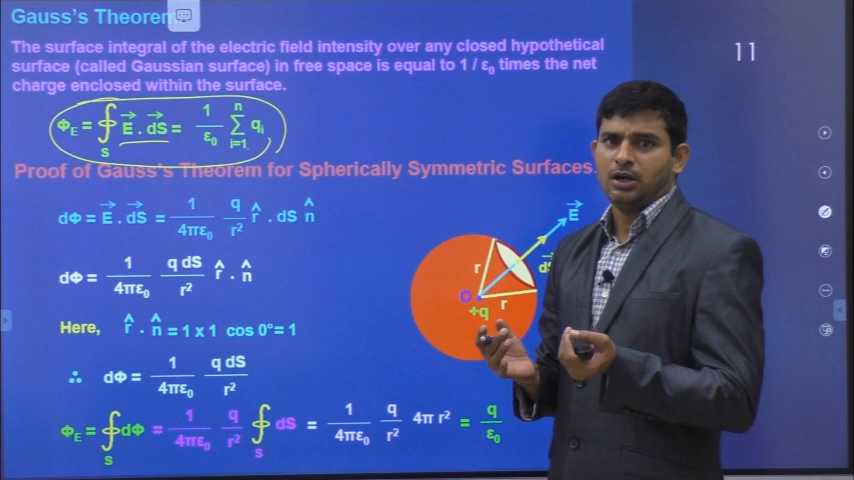 Gauss's Theorem
The surface integral of the electric field intensity over any closed hypothetical
surface (called Gaussian surface) in free space is equal to 1 / ε₀ times the net
charge enclosed within the surface.
Φ_E = ∮_S E⃗ . dS⃗ = 1/ε₀ ∑_{i=1}^{n} q_i
Proof of Gauss's Theorem for Spherically Symmetric Surfaces
dΦ = E⃗ . dS⃗ = 1/4πε₀ q/r² r̂ . dS n̂
dΦ = 1/4πε₀ q dS/r² r̂ . n̂
Here, r̂ . n̂ = 1 x 1 cos 0° = 1
∴ dΦ = 1/4πε₀ q dS/r²
Φ_E = ∮_S dΦ = 1/4πε₀ q/r² ∮_S dS = 1/4πε₀ q/r² 4π r² = q/ε₀
11
E⃗
r
O
r
+q